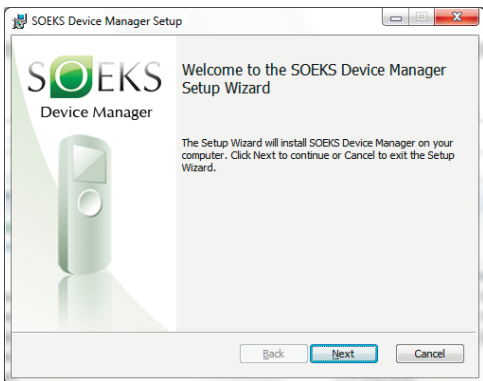 SOEKS Device Manager Setup
SOEKS
Device Manager
Welcome to the SOEKS Device Manager
Setup Wizard
The Setup Wizard will install SOEKS Device Manager on your
computer. Click Next to continue or Cancel to exit the Setup
Wizard.
Back Next Cancel